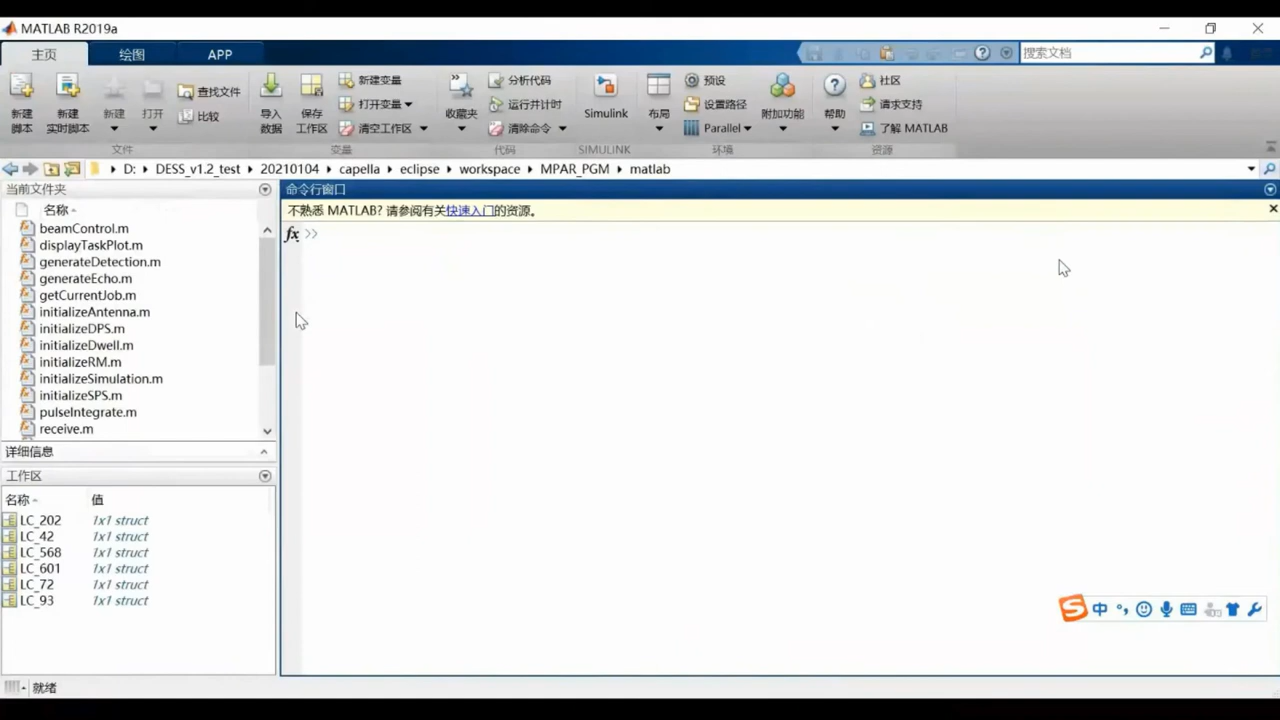 MATLAB R2019a
主页 绘图 APP
搜索文档
新建脚本
新建实时脚本
新建
打开
查找文件
比较
导入数据
保存工作区
新建变量
打开变量
清空工作区
收藏夹
分析代码
运行并计时
清除命令
Simulink
布局
预设
设置路径
Parallel
附加功能
帮助
社区
请求支持
了解 MATLAB
文件 变量 代码 SIMULINK 环境 资源
D: DESS_v1.2_test 20210104 capella eclipse workspace MPAR_PGM matlab
当前文件夹
名称
beamControl.m
displayTaskPlot.m
generateDetection.m
generateEcho.m
getCurrentJob.m
initializeAntenna.m
initializeDPS.m
initializeDwell.m
initializeRM.m
initializeSimulation.m
initializeSPS.m
pulseIntegrate.m
receive.m
详细信息
工作区
名称 值
LC_202 1x1 struct
LC_42 1x1 struct
LC_568 1x1 struct
LC_601 1x1 struct
LC_72 1x1 struct
LC_93 1x1 struct
命令行窗口
不熟悉 MATLAB? 请参阅有关快速入门的资源。
fx >>
S 中
就绪